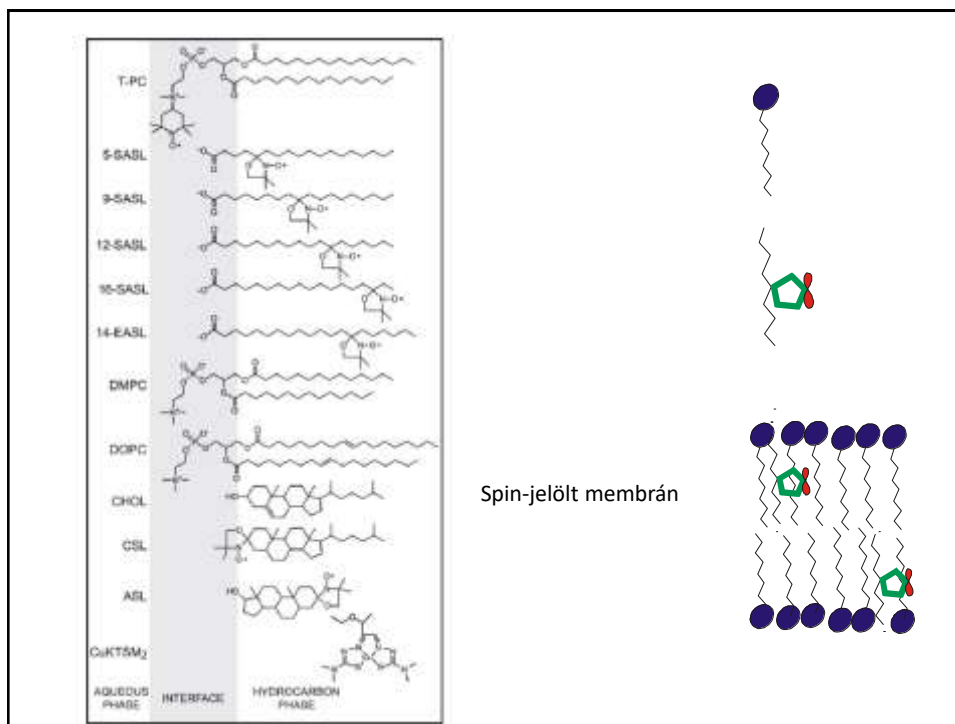 T-PC
5-SASL
9-SASL
12-SASL
16-SASL
14-EASL
DMPC
DOPC
CHOL
CSL
ASL
CuKTSM₂
AQUEOUS PHASE
INTERFACE
HYDROCARBON PHASE
Spin-jelölt membrán